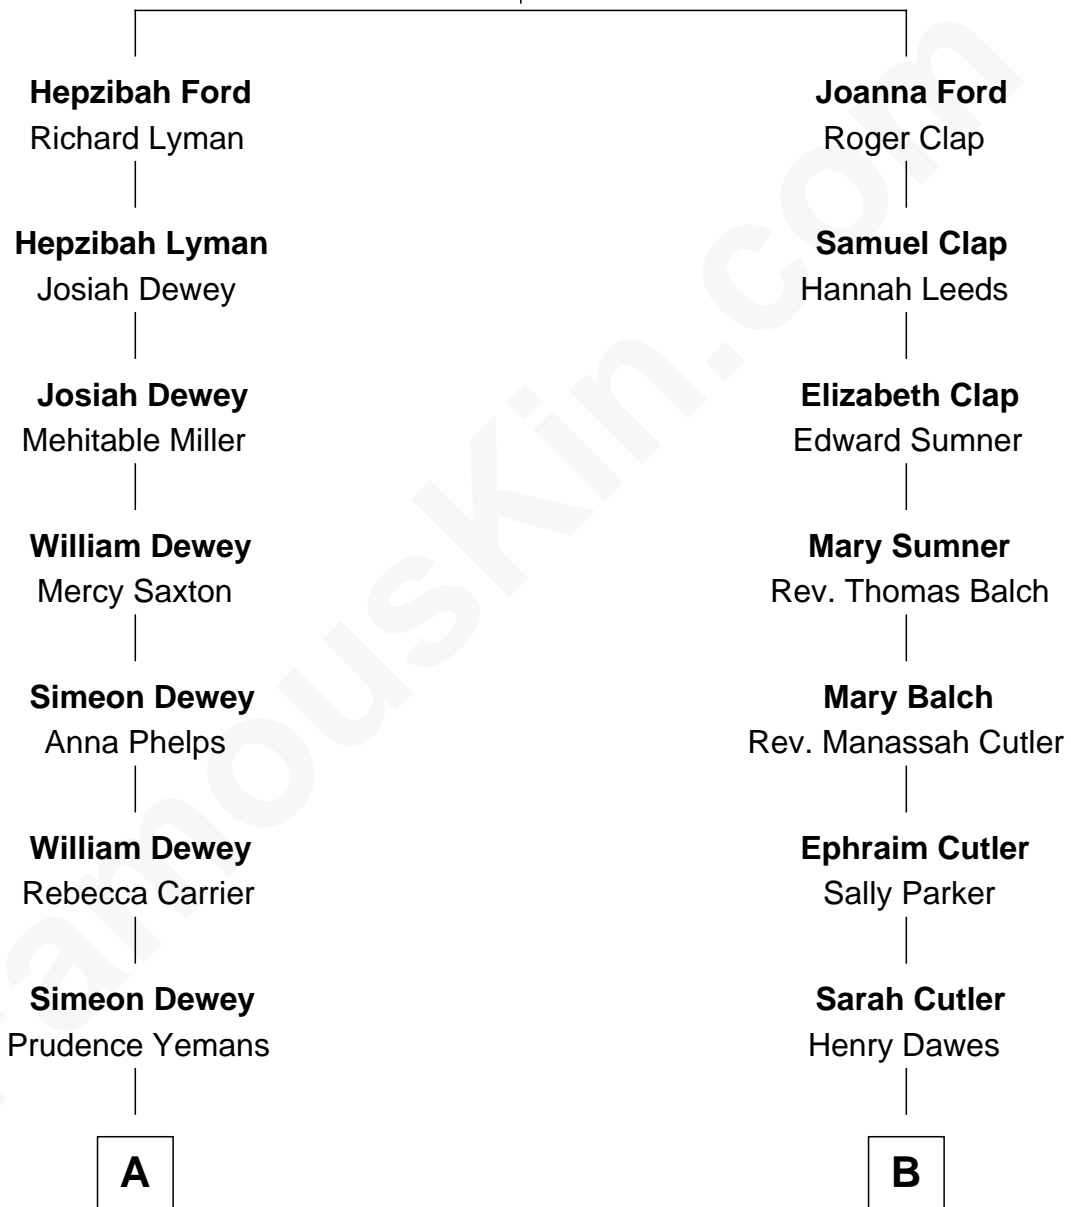 Hepzibah Ford
Richard Lyman
Hepzibah Lyman
Josiah Dewey
Josiah Dewey
Mehitable Miller
William Dewey
Mercy Saxton
Simeon Dewey
Anna Phelps
William Dewey
Rebecca Carrier
Simeon Dewey
Prudence Yemans
A
Joanna Ford
Roger Clap
Samuel Clap
Hannah Leeds
Elizabeth Clap
Edward Sumner
Mary Sumner
Rev. Thomas Balch
Mary Balch
Rev. Manassah Cutler
Ephraim Cutler
Sally Parker
Sarah Cutler
Henry Dawes
B
FamousKin.com